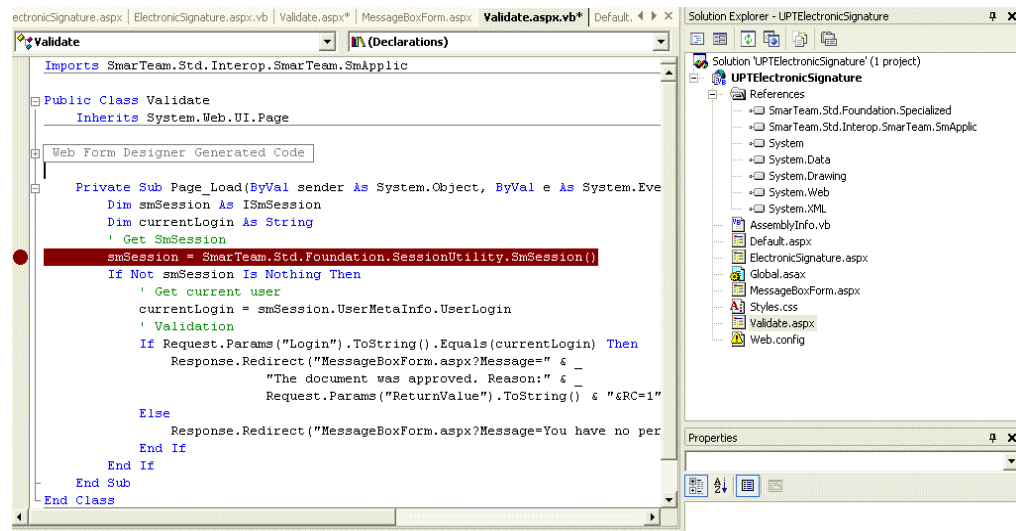 ectronicSignature.aspx | ElectronicSignature.aspx.vb | Validate.aspx* | MessageBoxForm.aspx Validate.aspx.vb* Default.
Validate
(Declarations)
Imports SmarTeam.Std.Interop.SmarTeam.SmApplic
Public Class Validate
Inherits System.Web.UI.Page
Web Form Designer Generated Code
Private Sub Page_Load(ByVal sender As System.Object, ByVal e As System.Eve
Dim smSession As ISmSession
Dim currentLogin As String
' Get SmSession
smSession = SmarTeam.Std.Foundation.SessionUtility.SmSession()
If Not smSession Is Nothing Then
' Get current user
currentLogin = smSession.UserMetaInfo.UserLogin
' Validation
If Request.Params("Login").ToString().Equals(currentLogin) Then
Response.Redirect("MessageBoxForm.aspx?Message=" & _
"The document was approved. Reason:" & _
Request.Params("ReturnValue").ToString() & "&RC=1"
Else
Response.Redirect("MessageBoxForm.aspx?Message=You have no per
End If
End If
End Sub
End Class
Solution Explorer - UPTElectronicSignature
Solution 'UPTElectronicSignature' (1 project)
UPTElectronicSignature
References
SmarTeam.Std.Foundation.Specialized
SmarTeam.Std.Interop.SmarTeam.SmApplic
System
System.Data
System.Drawing
System.Web
System.XML
AssemblyInfo.vb
Default.aspx
ElectronicSignature.aspx
Global.asax
MessageBoxForm.aspx
Styles.css
Validate.aspx
Web.config
Properties